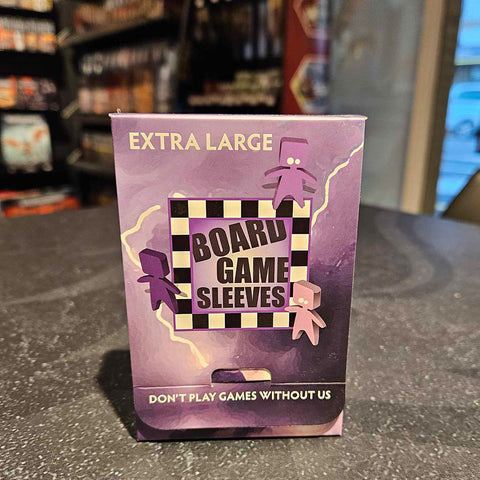 EXTRA LARGE
BOARD
GAME
SLEEVES
DON'T PLAY GAMES WITHOUT US